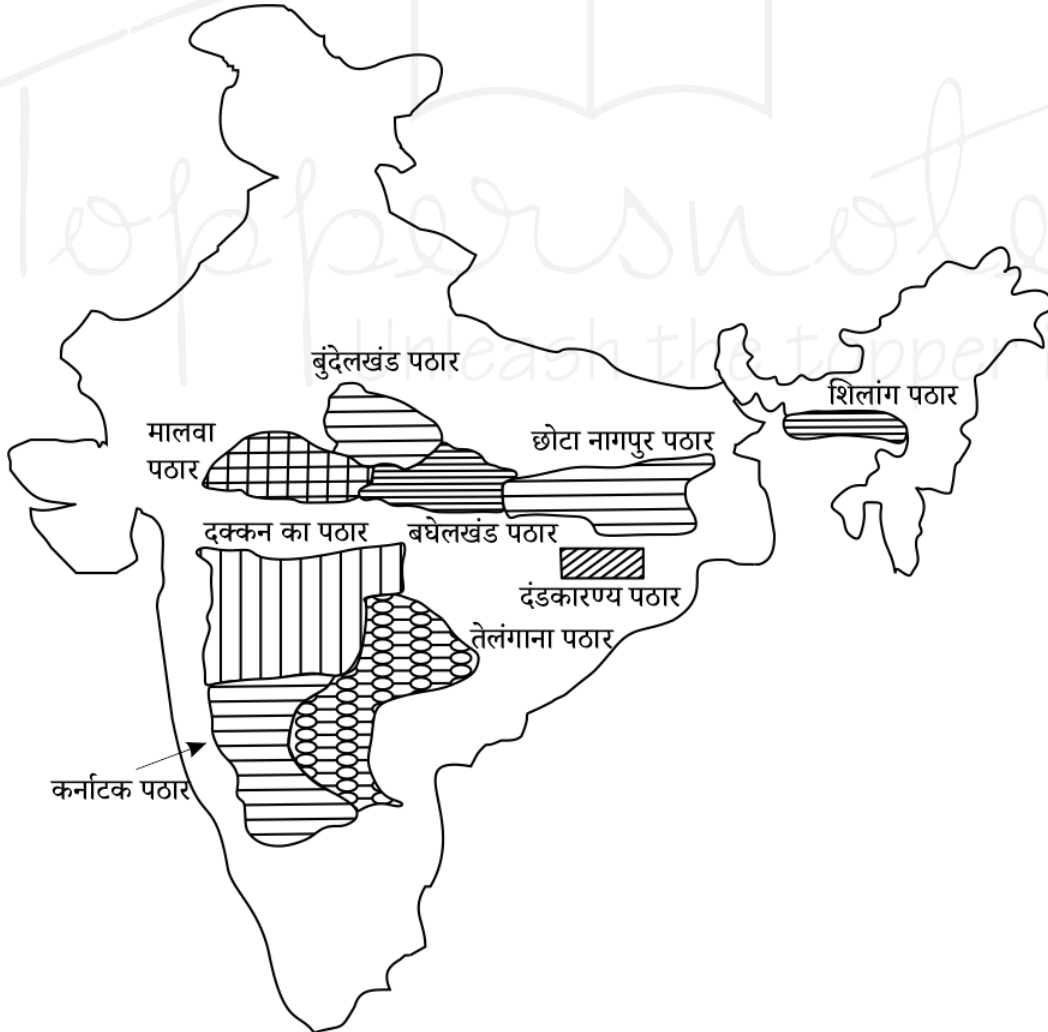 Toppersnote
Unleash the topper
बुंदेलखंड पठार
शिलांग पठार
मालवा
पठार
छोटा नागपुर पठार
दक्कन का पठार
बघेलखंड पठार
दंडकारण्य पठार
तेलंगाना पठार
कर्नाटक पठार